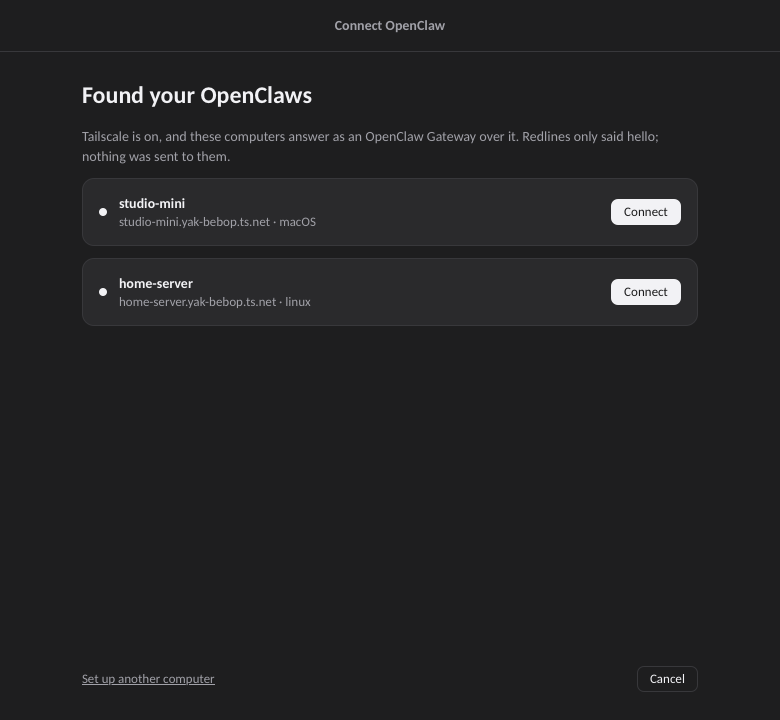 Connect OpenClaw
Found your OpenClaws
Tailscale is on, and these computers answer as an OpenClaw Gateway over it. Redlines only said hello;
nothing was sent to them.
studio-mini
studio-mini.yak-bebop.ts.net · macOS
Connect
home-server
home-server.yak-bebop.ts.net · linux
Connect
Set up another computer
Cancel